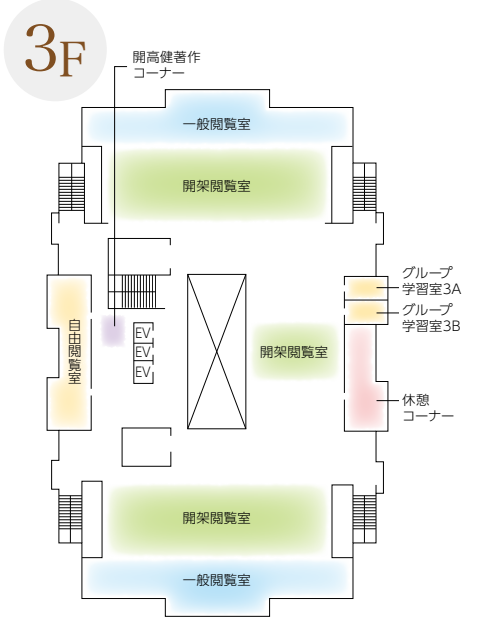 3F
開高健著作
コーナー
一般閲覧室
開架閲覧室
グループ
学習室3A
グループ
学習室3B
自由閲覧室
EV
EV
EV
開架閲覧室
休憩
コーナー
開架閲覧室
一般閲覧室